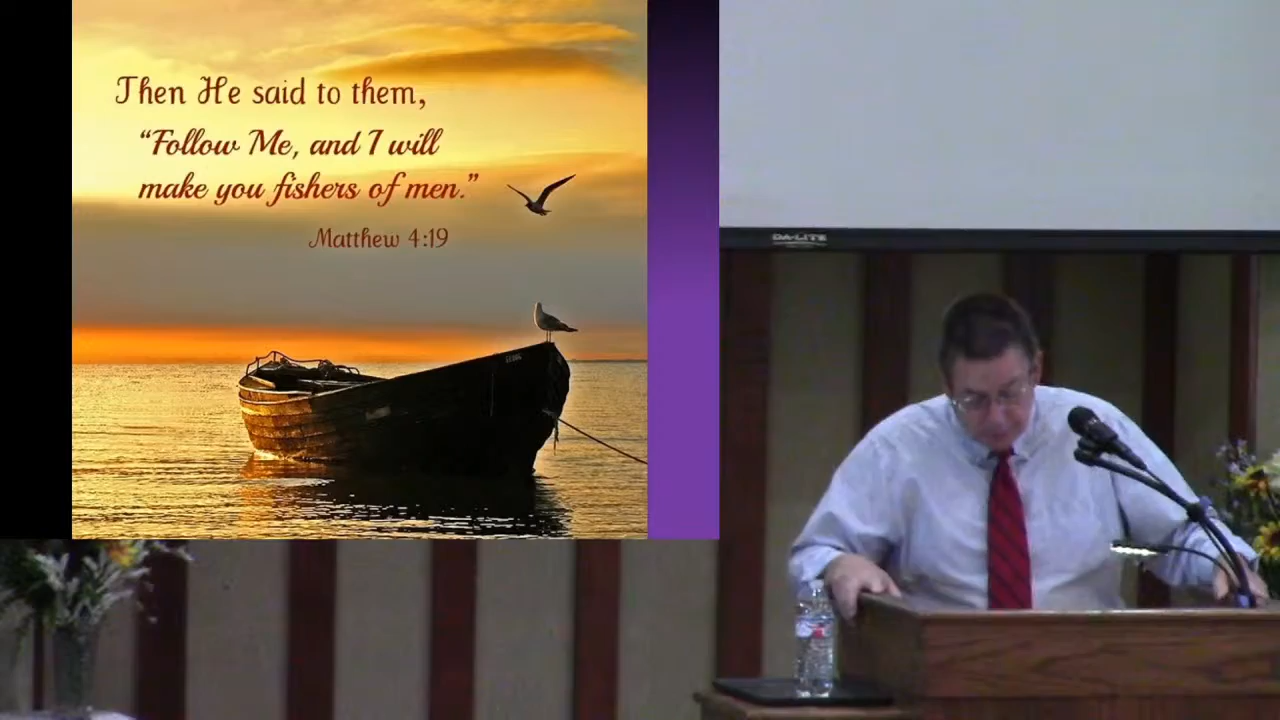 Then He said to them,
“Follow Me, and I will
make you fishers of men.”
Matthew 4:19
DA-LITE